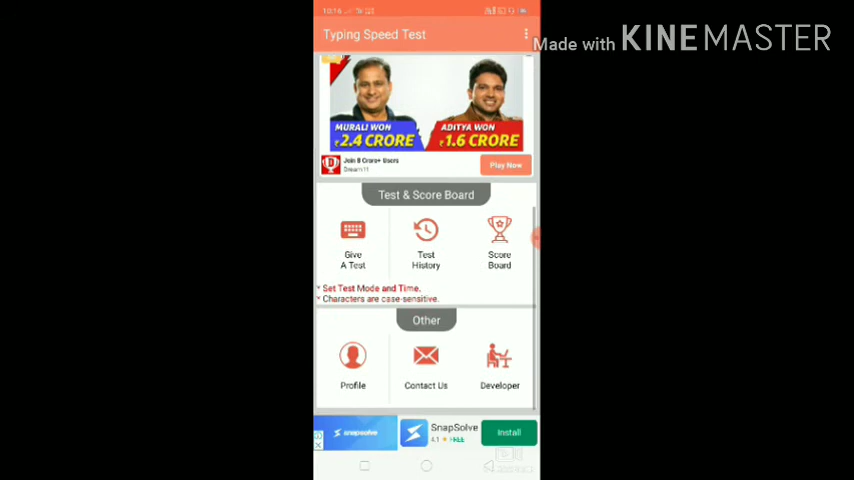 10:16
Typing Speed Test
Made with KINEMASTER
MURALI WON
₹2.4 CRORE
ADITYA WON
₹1.6 CRORE
Join 8 Crore+ Users
Dream11
Play Now
Test & Score Board
Give
A Test
Test
History
Score
Board
* Set Test Mode and Time.
* Characters are case-sensitive.
Other
Profile
Contact Us
Developer
snapsolve
SnapSolve
4.1 ★ FREE
Install